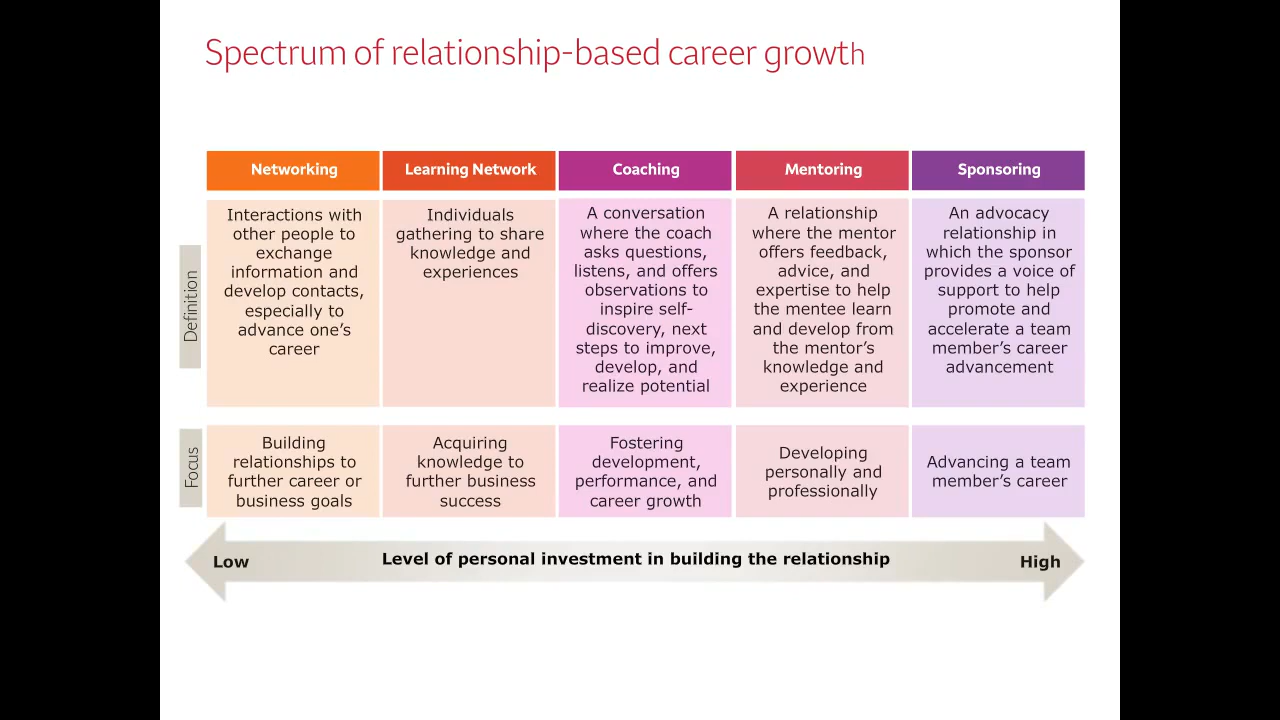 Spectrum of relationship-based career growth
Networking
Learning Network
Coaching
Mentoring
Sponsoring
Definition
Interactions with
other people to
exchange
information and
develop contacts,
especially to
advance one’s
career
Individuals
gathering to share
knowledge and
experiences
A conversation
where the coach
asks questions,
listens, and offers
observations to
inspire self-
discovery, next
steps to improve,
develop, and
realize potential
A relationship
where the mentor
offers feedback,
advice, and
expertise to help
the mentee learn
and develop from
the mentor’s
knowledge and
experience
An advocacy
relationship in
which the sponsor
provides a voice of
support to help
promote and
accelerate a team
member’s career
advancement
Focus
Building
relationships to
further career or
business goals
Acquiring
knowledge to
further business
success
Fostering
development,
performance, and
career growth
Developing
personally and
professionally
Advancing a team
member’s career
Low
Level of personal investment in building the relationship
High